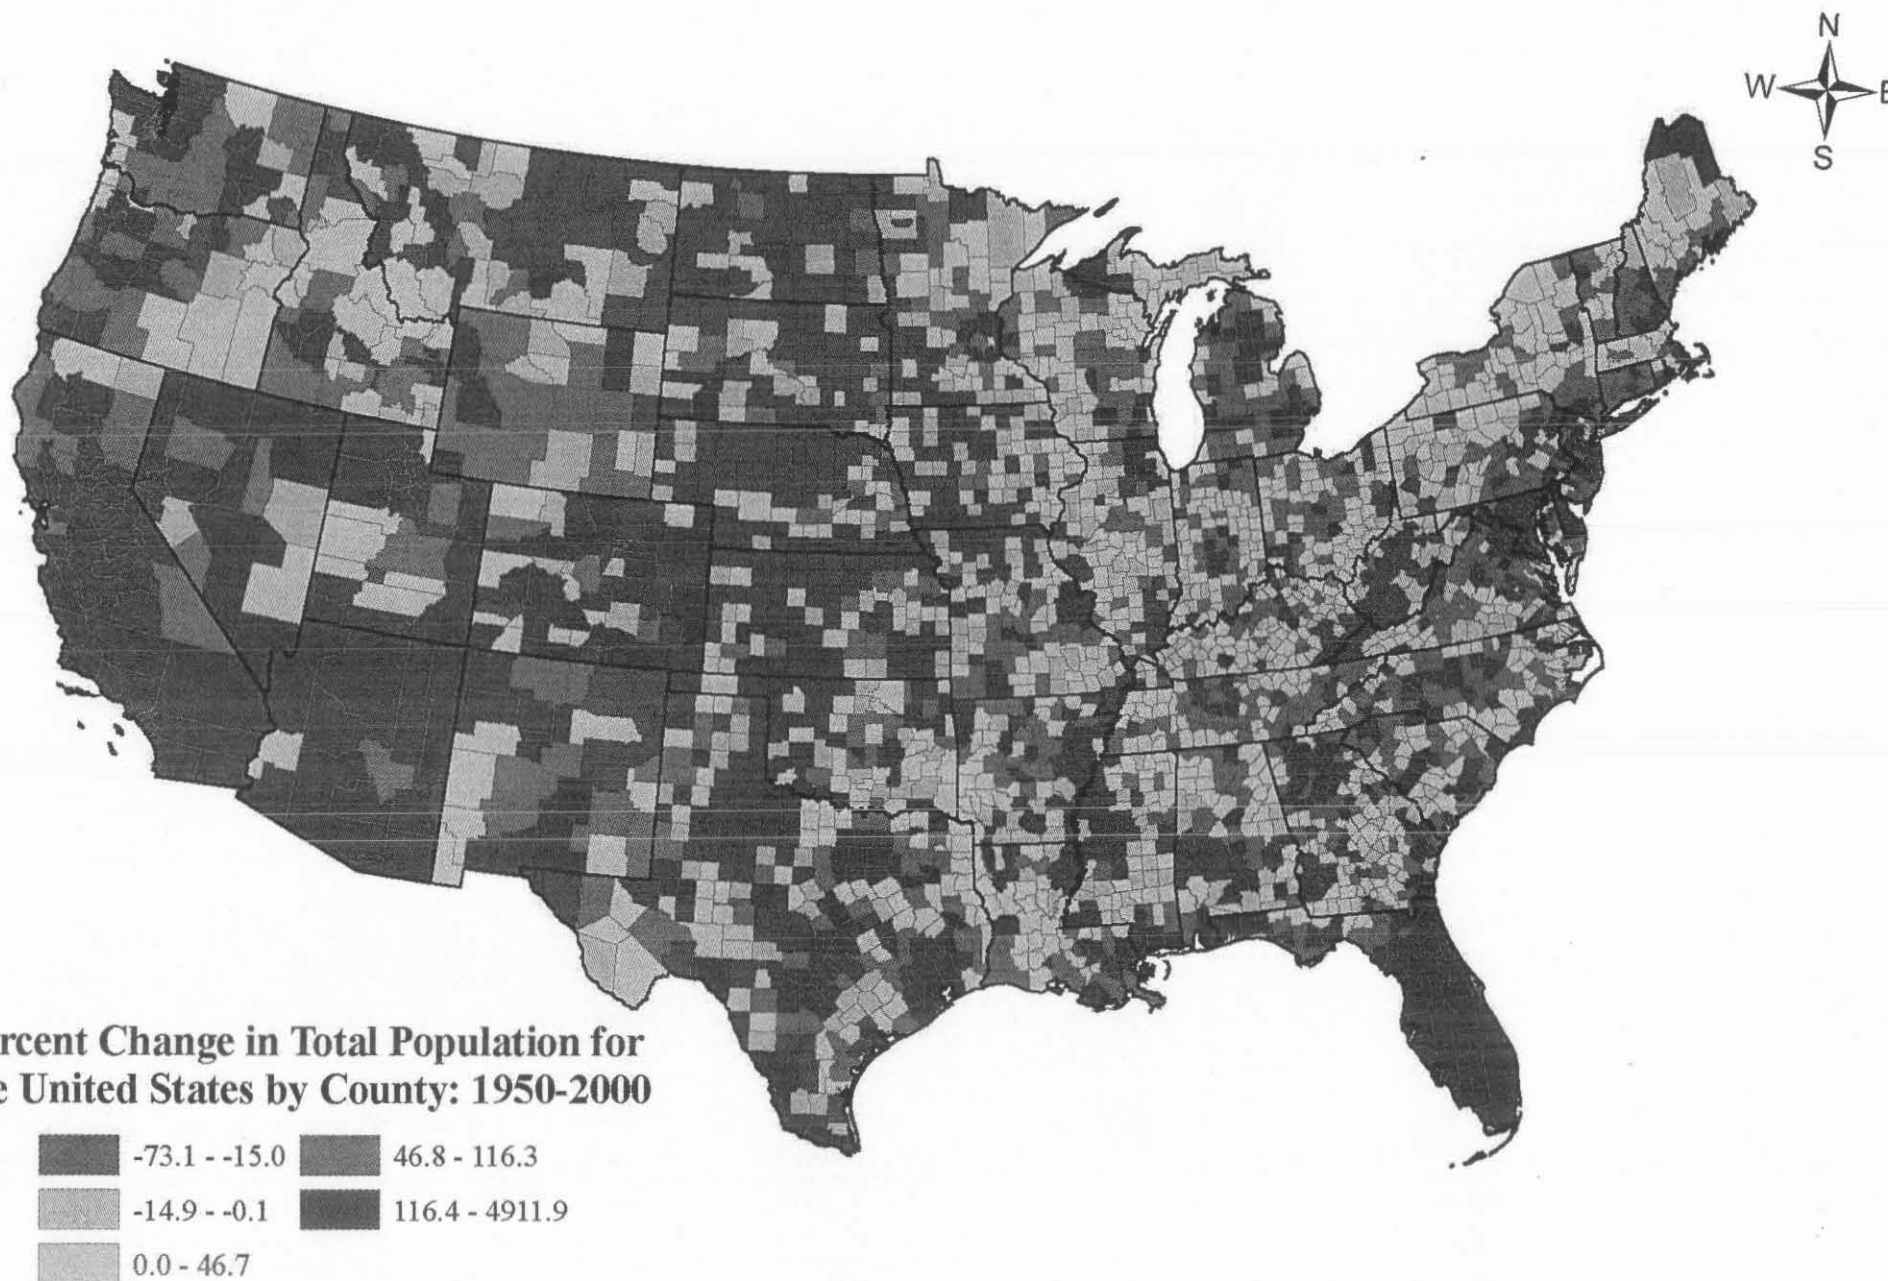 N
W E
S
rcent Change in Total Population for
e United States by County: 1950-2000
-73.1 - -15.0 46.8 - 116.3
-14.9 - -0.1 116.4 - 4911.9
0.0 - 46.7